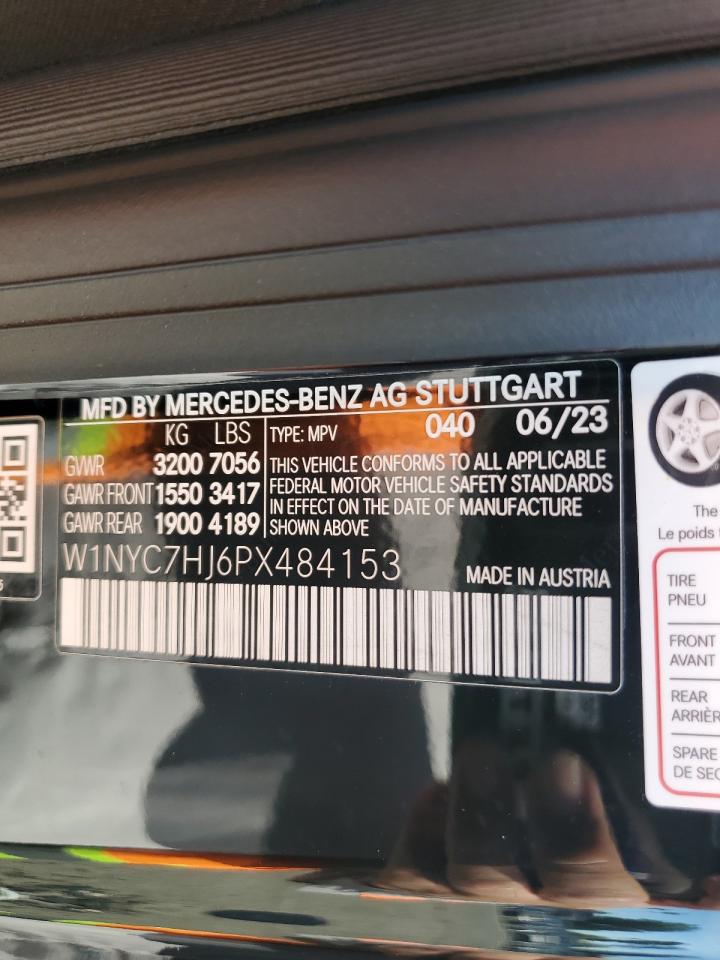 MFD BY MERCEDES-BENZ AG STUTTGART
KG LBS
GVWR 3200 7056
GAWR FRONT 1550 3417
GAWR REAR 1900 4189
TYPE: MPV 040 06/23
THIS VEHICLE CONFORMS TO ALL APPLICABLE
FEDERAL MOTOR VEHICLE SAFETY STANDARDS
IN EFFECT ON THE DATE OF MANUFACTURE
SHOWN ABOVE
W1NYC7HJ6PX484153
MADE IN AUSTRIA
The
Le poids
TIRE
PNEU
FRONT
AVANT
REAR
ARRIÈR
SPARE
DE SEC